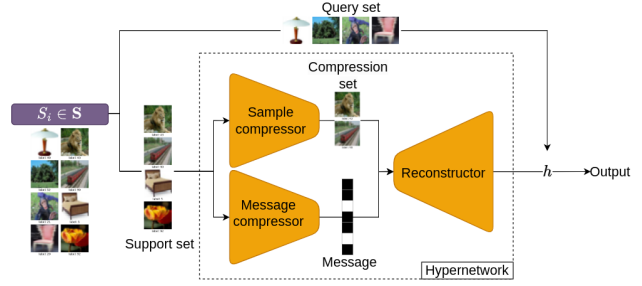 Query set
Compression
set
S_i ∈ S
Sample
compressor
Reconstructor
h
Output
Message
compressor
Support set
Message
Hypernetwork